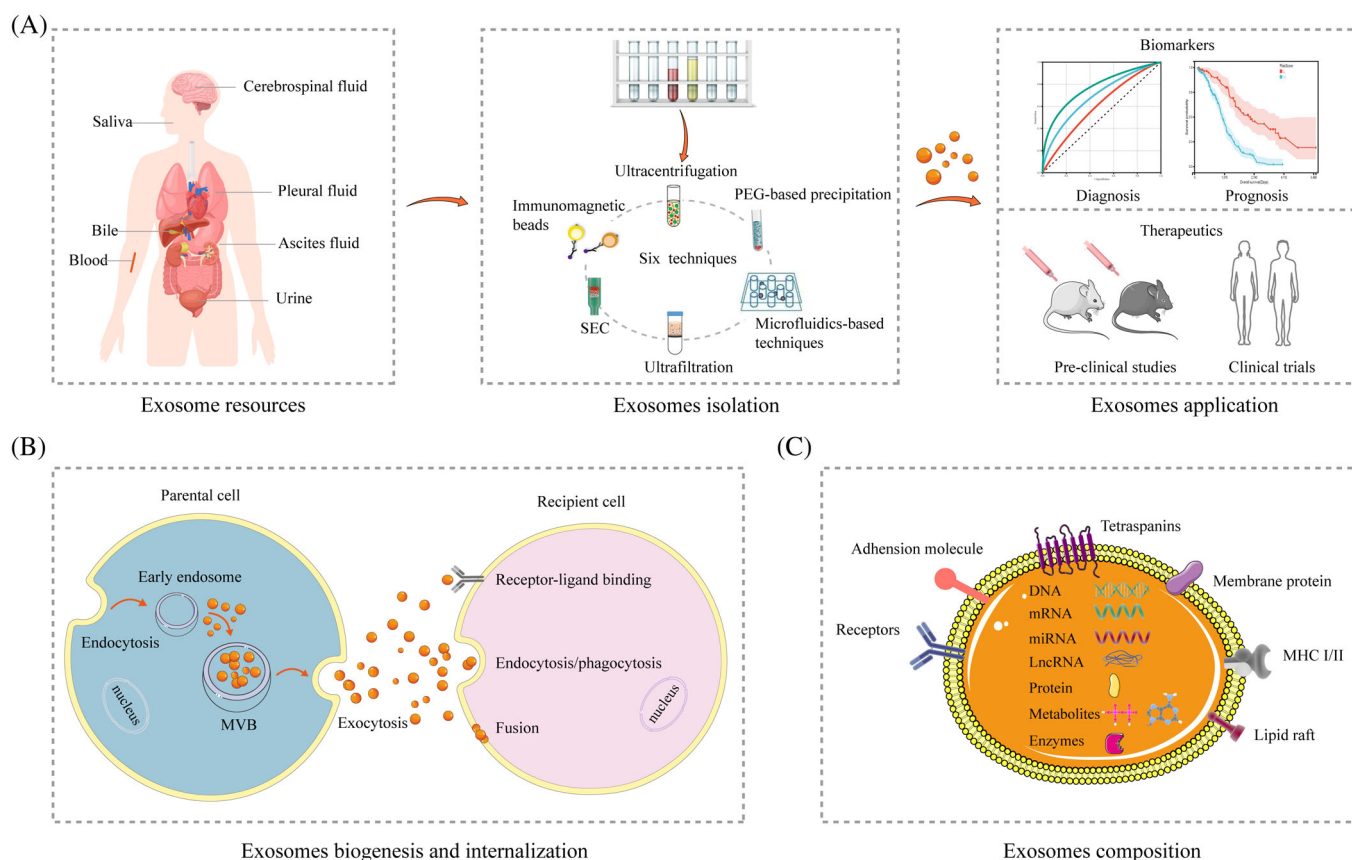 (A)
Cerebrospinal fluid
Saliva
Pleural fluid
Bile
Ascites fluid
Blood
Urine
Exosome resources
Ultracentrifugation
PEG-based precipitation
Immunomagnetic
beads
Six techniques
SEC
Microfluidics-based
techniques
Ultrafiltration
Exosomes isolation
Biomarkers
Diagnosis
Prognosis
Therapeutics
Pre-clinical studies
Clinical trials
Exosomes application
(B)
Parental cell
Recipient cell
Early endosome
Endocytosis
nucleus
MVB
Exocytosis
Receptor-ligand binding
Endocytosis/phagocytosis
nucleus
Fusion
Exosomes biogenesis and internalization
(C)
Tetraspanins
Adhension molecule
Membrane protein
Receptors
DNA
mRNA
miRNA
LncRNA
Protein
Metabolites
Enzymes
MHC I/II
Lipid raft
Exosomes composition